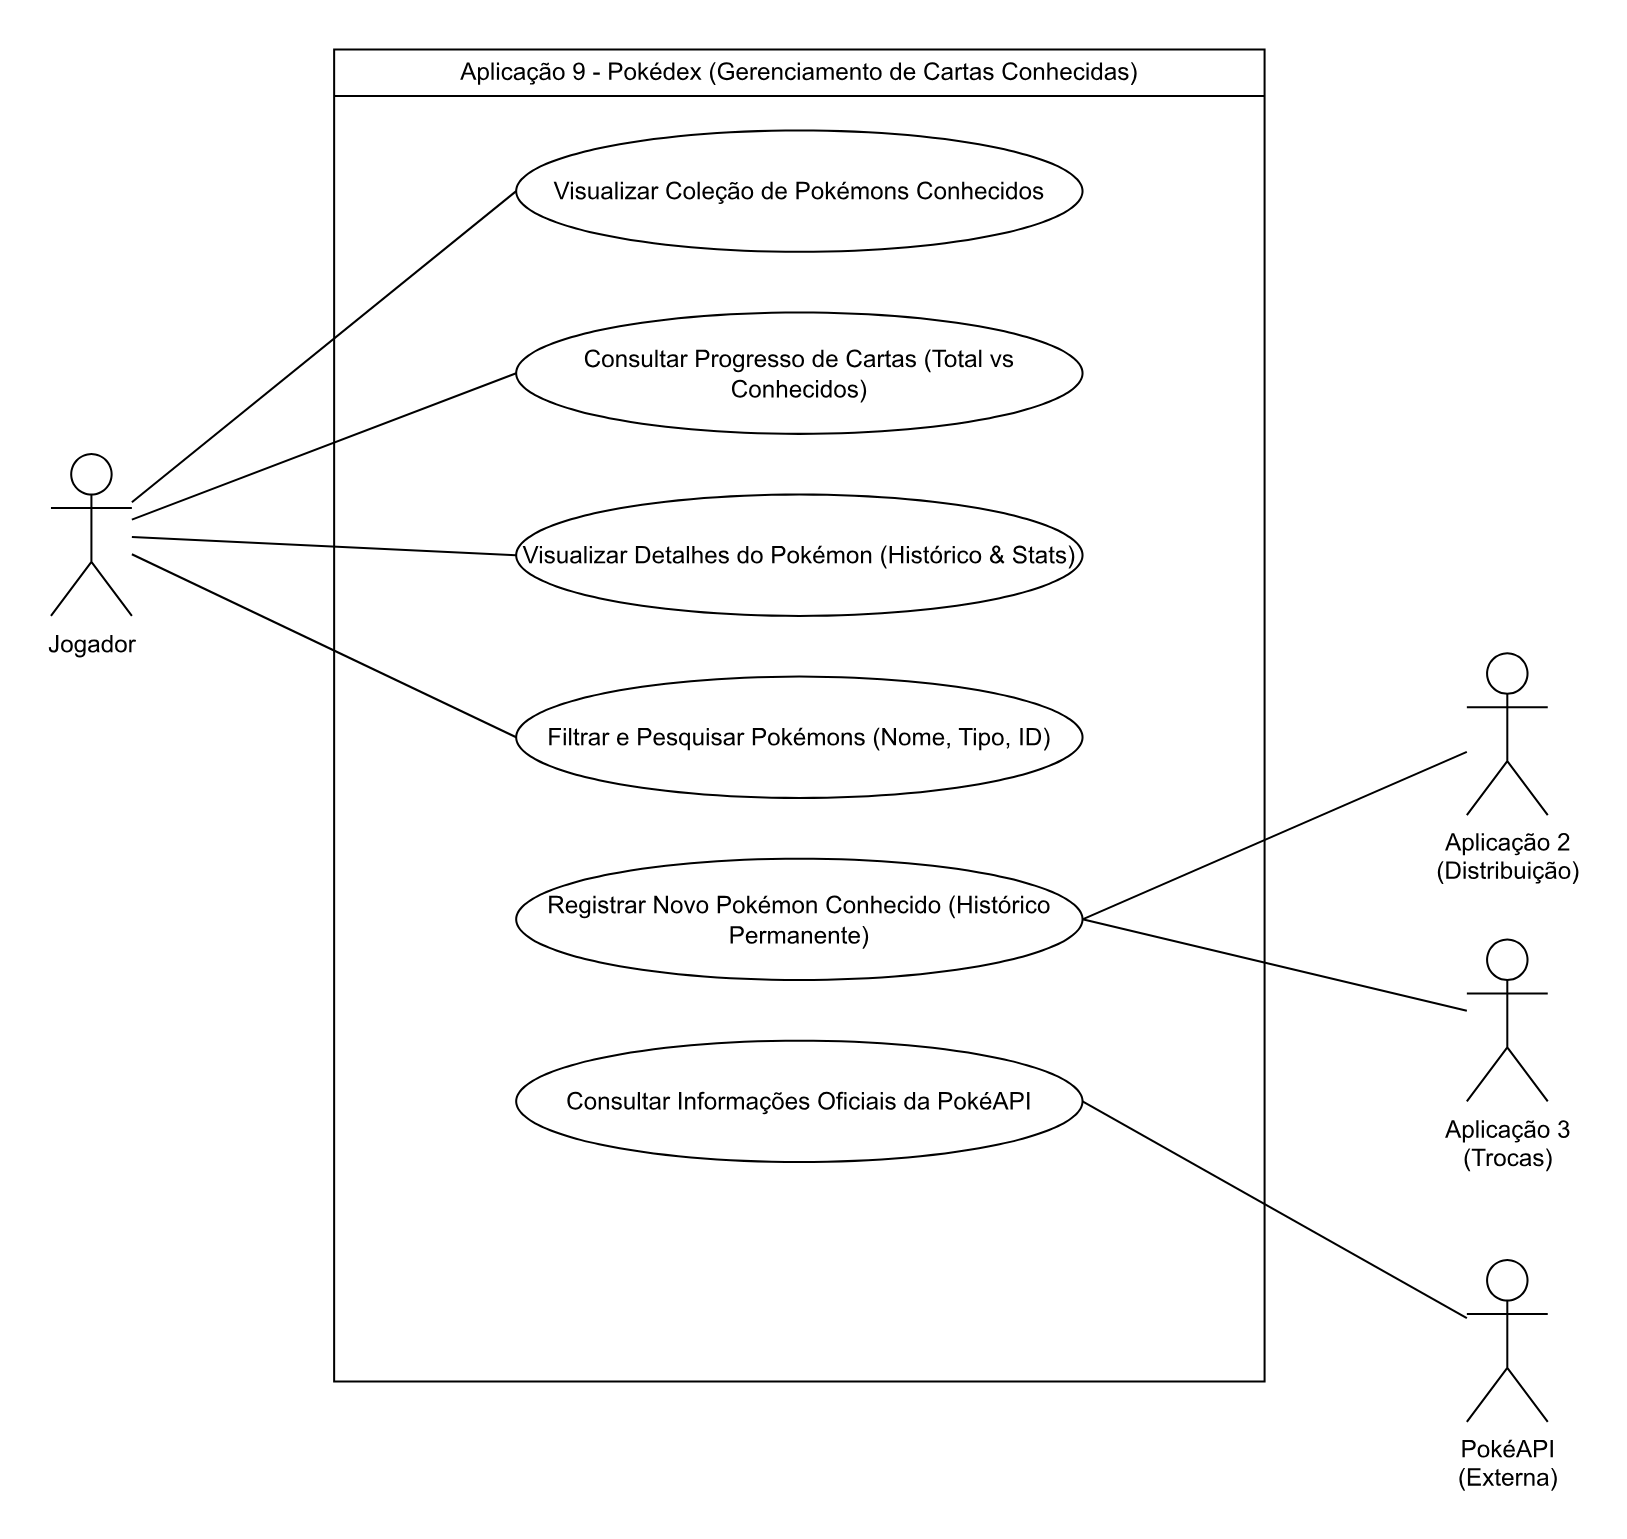 Aplicação 9 - Pokédex (Gerenciamento de Cartas Conhecidas)
Visualizar Coleção de Pokémons Conhecidos
Consultar Progresso de Cartas (Total vs
Conhecidos)
Visualizar Detalhes do Pokémon (Histórico & Stats)
Jogador
Filtrar e Pesquisar Pokémons (Nome, Tipo, ID)
Aplicação 2
(Distribuição)
Registrar Novo Pokémon Conhecido (Histórico
Permanente)
Consultar Informações Oficiais da PokéAPI
Aplicação 3
(Trocas)
PokéAPI
(Externa)